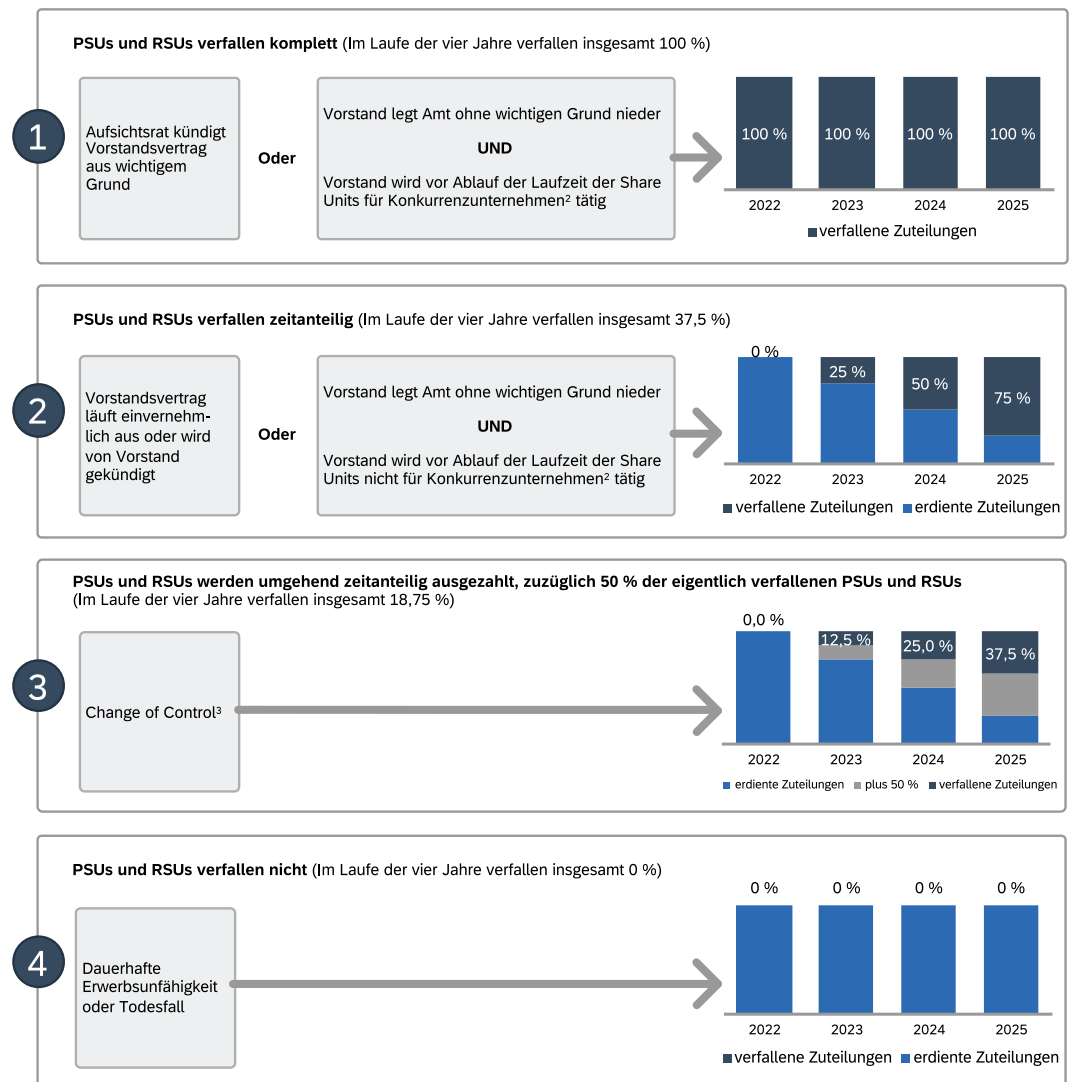 PSUs und RSUs verfallen komplett (Im Laufe der vier Jahre verfallen insgesamt 100 %)
1
Aufsichtsrat kündigt
Vorstandsvertrag
aus wichtigem
Grund
Oder
Vorstand legt Amt ohne wichtigen Grund nieder
UND
Vorstand wird vor Ablauf der Laufzeit der Share
Units für Konkurrenzunternehmen² tätig
100 % 100 % 100 % 100 %
2022 2023 2024 2025
verfallene Zuteilungen
PSUs und RSUs verfallen zeitanteilig (Im Laufe der vier Jahre verfallen insgesamt 37,5 %)
2
Vorstandsvertrag
läuft einvernehm-
lich aus oder wird
von Vorstand
gekündigt
Oder
Vorstand legt Amt ohne wichtigen Grund nieder
UND
Vorstand wird vor Ablauf der Laufzeit der Share
Units nicht für Konkurrenzunternehmen² tätig
0 % 25 % 50 % 75 %
2022 2023 2024 2025
verfallene Zuteilungen erdiente Zuteilungen
PSUs und RSUs werden umgehend zeitanteilig ausgezahlt, zuzüglich 50 % der eigentlich verfallenen PSUs und RSUs
(Im Laufe der vier Jahre verfallen insgesamt 18,75 %)
3
Change of Control³
0,0 % 12,5 % 25,0 % 37,5 %
2022 2023 2024 2025
erdiente Zuteilungen plus 50 % verfallene Zuteilungen
PSUs und RSUs verfallen nicht (Im Laufe der vier Jahre verfallen insgesamt 0 %)
4
Dauerhafte
Erwerbsunfähigkeit
oder Todesfall
0 % 0 % 0 % 0 %
2022 2023 2024 2025
verfallene Zuteilungen erdiente Zuteilungen